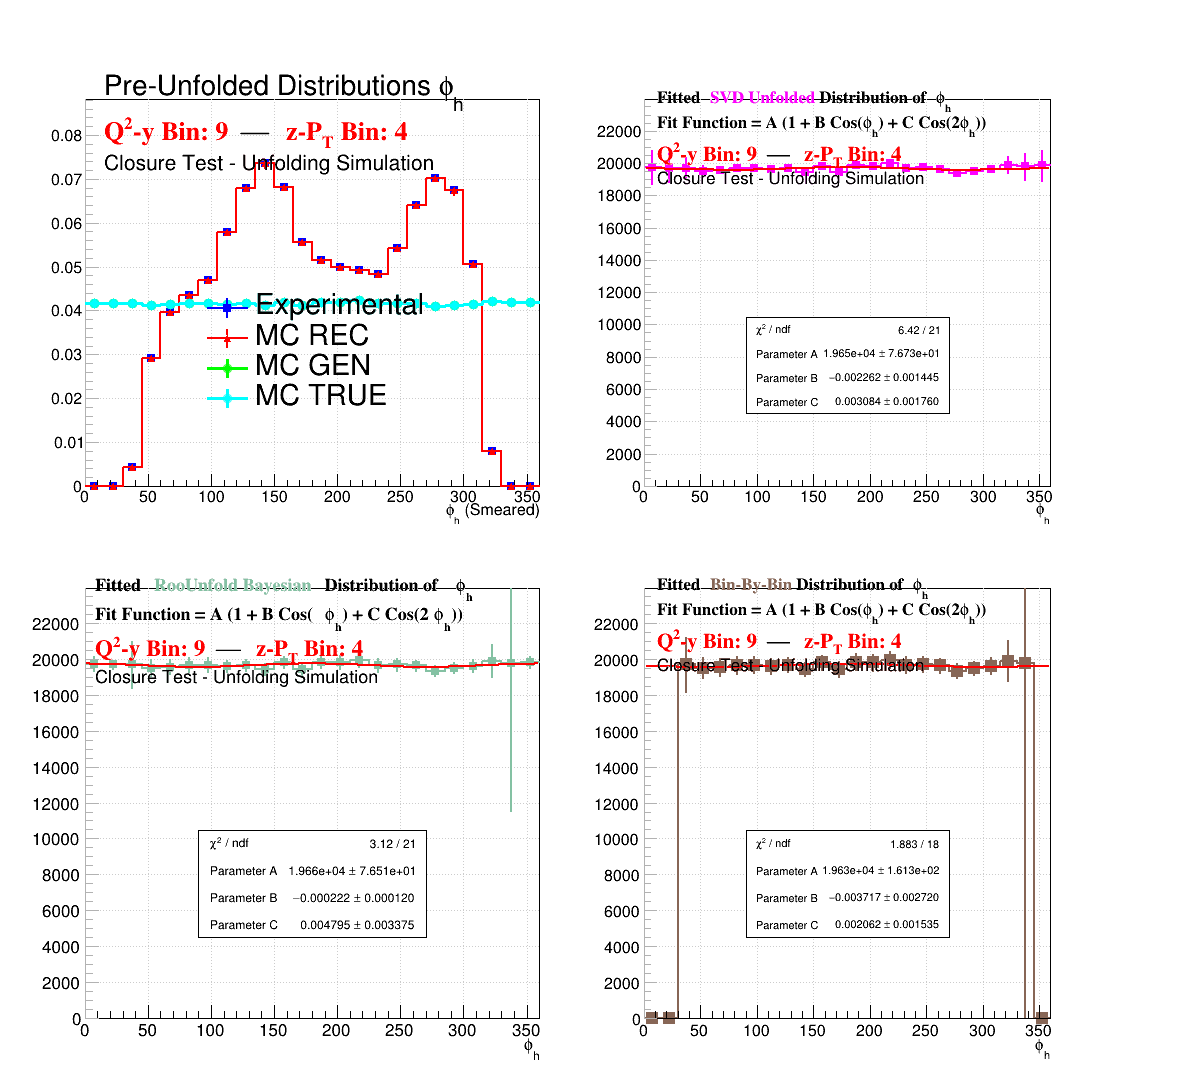 Pre-Unfolded Distributions ϕh
Q²-y Bin: 9 — z-PT Bin: 4
Closure Test - Unfolding Simulation
0.08
0.07
0.06
0.05
0.04
0.03
0.02
0.01
0
Experimental
MC REC
MC GEN
MC TRUE
0 50 100 150 200 250 300 350
ϕh (Smeared)
Fitted SVD Unfolded Distribution of ϕh
Fit Function = A (1 + B Cos(ϕh) + C Cos(2ϕh))
Q²-y Bin: 9 — z-PT Bin: 4
Closure Test - Unfolding Simulation
22000
20000
18000
16000
14000
12000
10000
8000
6000
4000
2000
0
χ² / ndf 6.42 / 21
Parameter A 1.965e+04 ± 7.673e+01
Parameter B −0.002262 ± 0.001445
Parameter C 0.003084 ± 0.001760
0 50 100 150 200 250 300 350
ϕh
Fitted RooUnfold Bayesian Distribution of ϕh
Fit Function = A (1 + B Cos( ϕh) + C Cos(2 ϕh))
Q²-y Bin: 9 — z-PT Bin: 4
Closure Test - Unfolding Simulation
22000
20000
18000
16000
14000
12000
10000
8000
6000
4000
2000
0
χ² / ndf 3.12 / 21
Parameter A 1.966e+04 ± 7.651e+01
Parameter B −0.000222 ± 0.000120
Parameter C 0.004795 ± 0.003375
0 50 100 150 200 250 300 350
ϕh
Fitted Bin-By-Bin Distribution of ϕh
Fit Function = A (1 + B Cos(ϕh) + C Cos(2ϕh))
Q²-y Bin: 9 — z-PT Bin: 4
Closure Test - Unfolding Simulation
22000
20000
18000
16000
14000
12000
10000
8000
6000
4000
2000
0
χ² / ndf 1.883 / 18
Parameter A 1.963e+04 ± 1.613e+02
Parameter B −0.003717 ± 0.002720
Parameter C 0.002062 ± 0.001535
0 50 100 150 200 250 300 350
ϕh